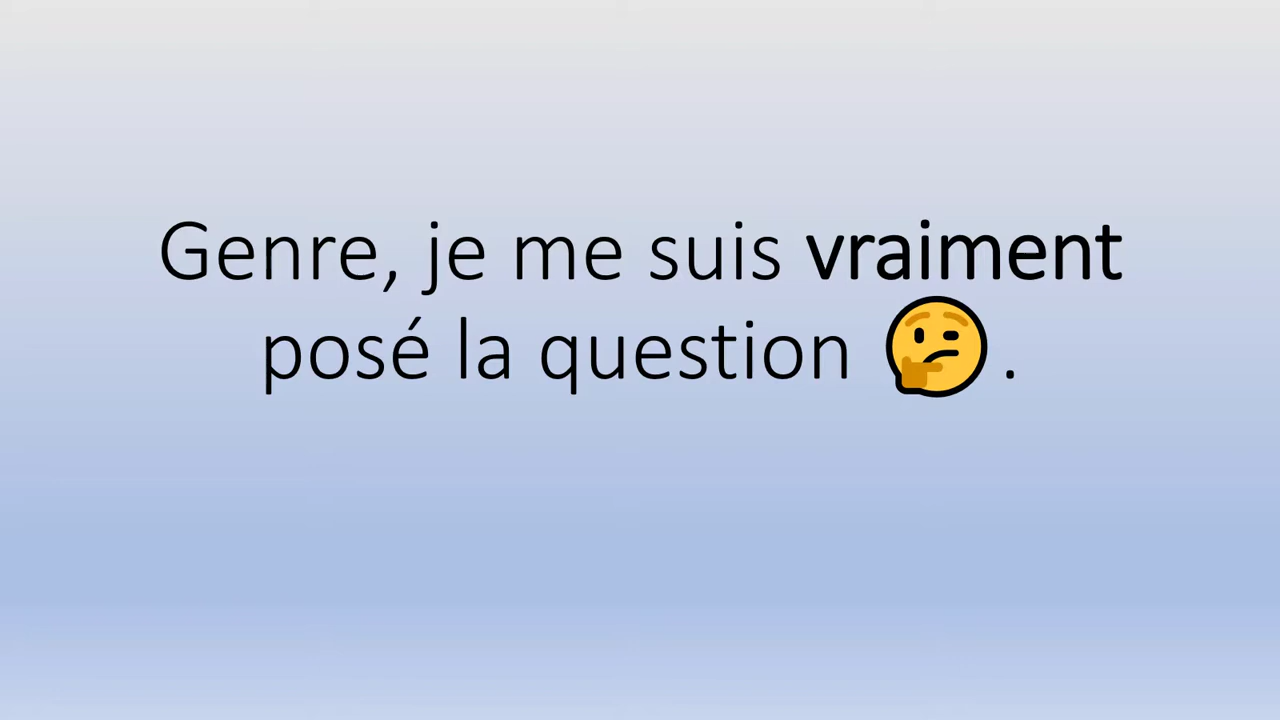 Genre, je me suis vraiment
posé la question 🤔.